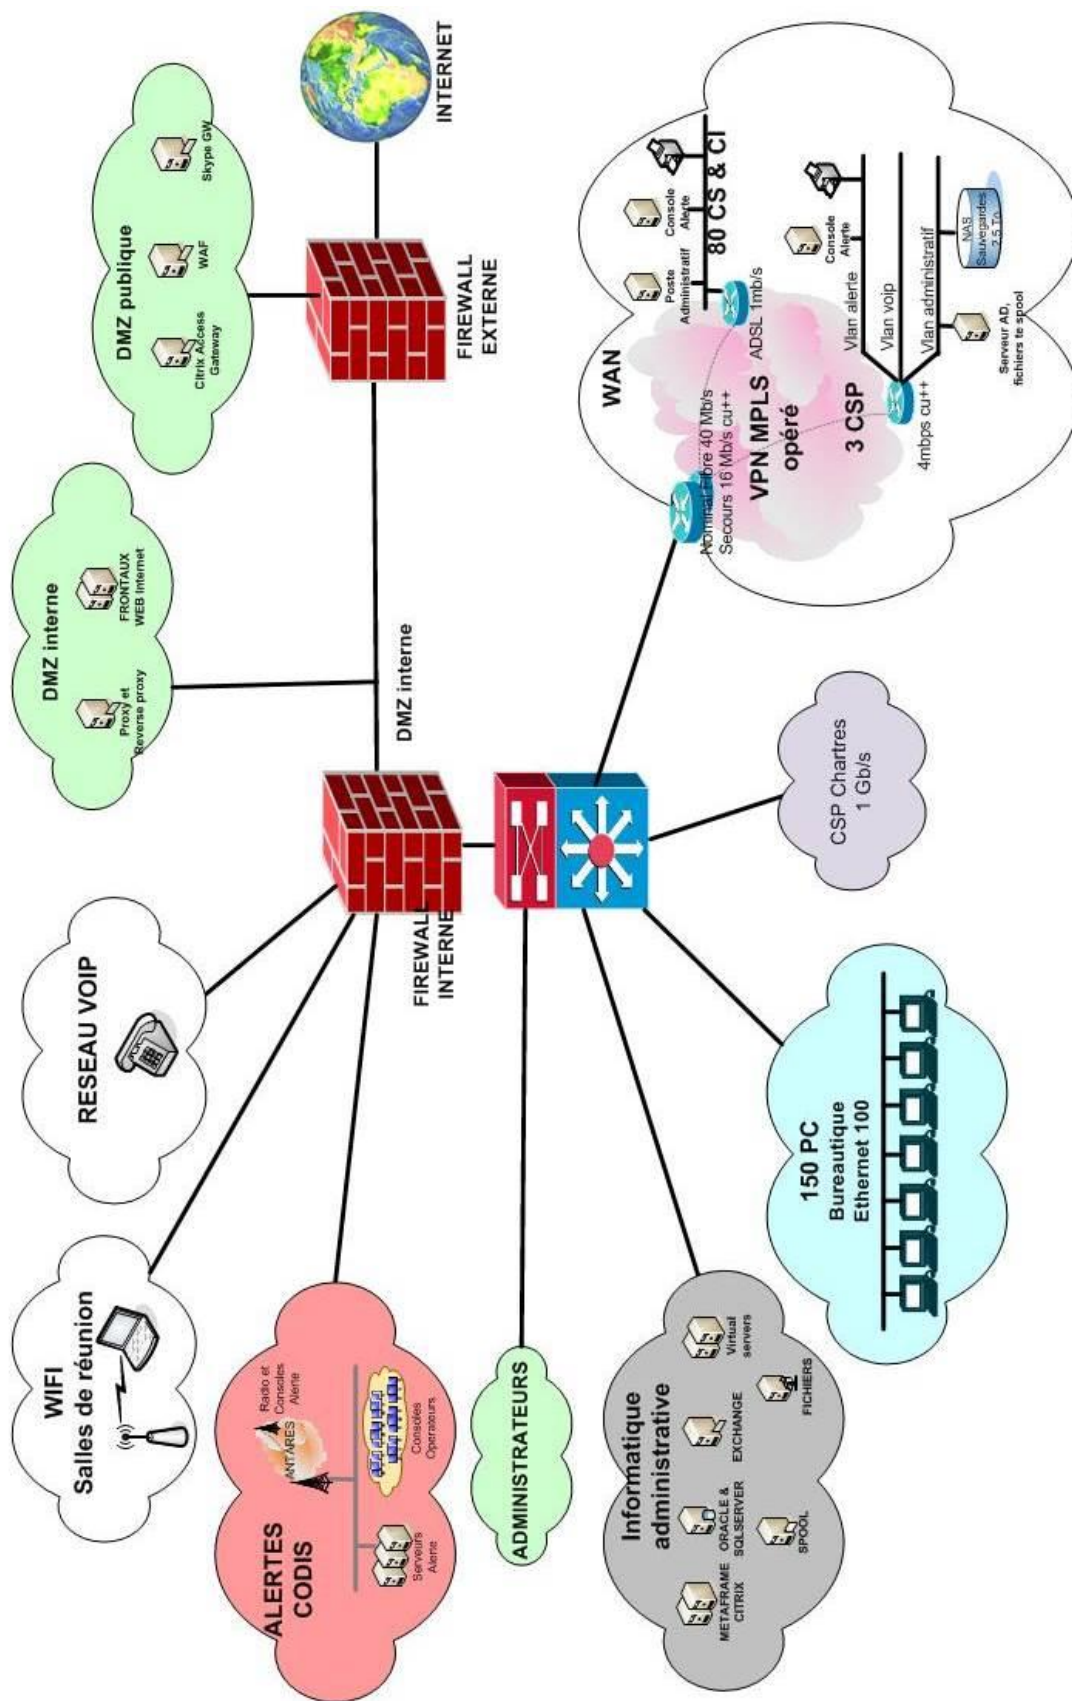 WIFI
Salles de réunion
RESEAU VOIP
DMZ interne
Proxy et
Reverse proxy
FRONTAUX
WEB Internet
DMZ publique
Citrix Access
Gateway
WAF
Skype GW
ALERTES
CODIS
Serveurs
Alerte
ANTARES
Radio et
Consoles
Alerte
Consoles
Operateurs
FIREWALL
INTERNE
DMZ interne
FIREWALL
EXTERNE
INTERNET
ADMINISTRATEURS
Informatique
administrative
METAFRAME
CITRIX
ORACLE &
SQLSERVER
EXCHANGE
Virtual
servers
SPOOL
FICHIERS
150 PC
Bureautique
Ethernet 100
CSP Chartres
1 Gb/s
WAN
Nominal Fibre 40 Mb/s
Secours 16 Mb/s cu++
VPN MPLS
opéré
ADSL 1mb/s
Poste
Administratif
Console
Alerte
80 CS & CI
3 CSP
4mbps cu++
Vlan alerte
Vlan voip
Vlan administratif
Console
Alerte
Serveur AD,
fichiers te spool
NAS
Sauvegardes
2.5 To